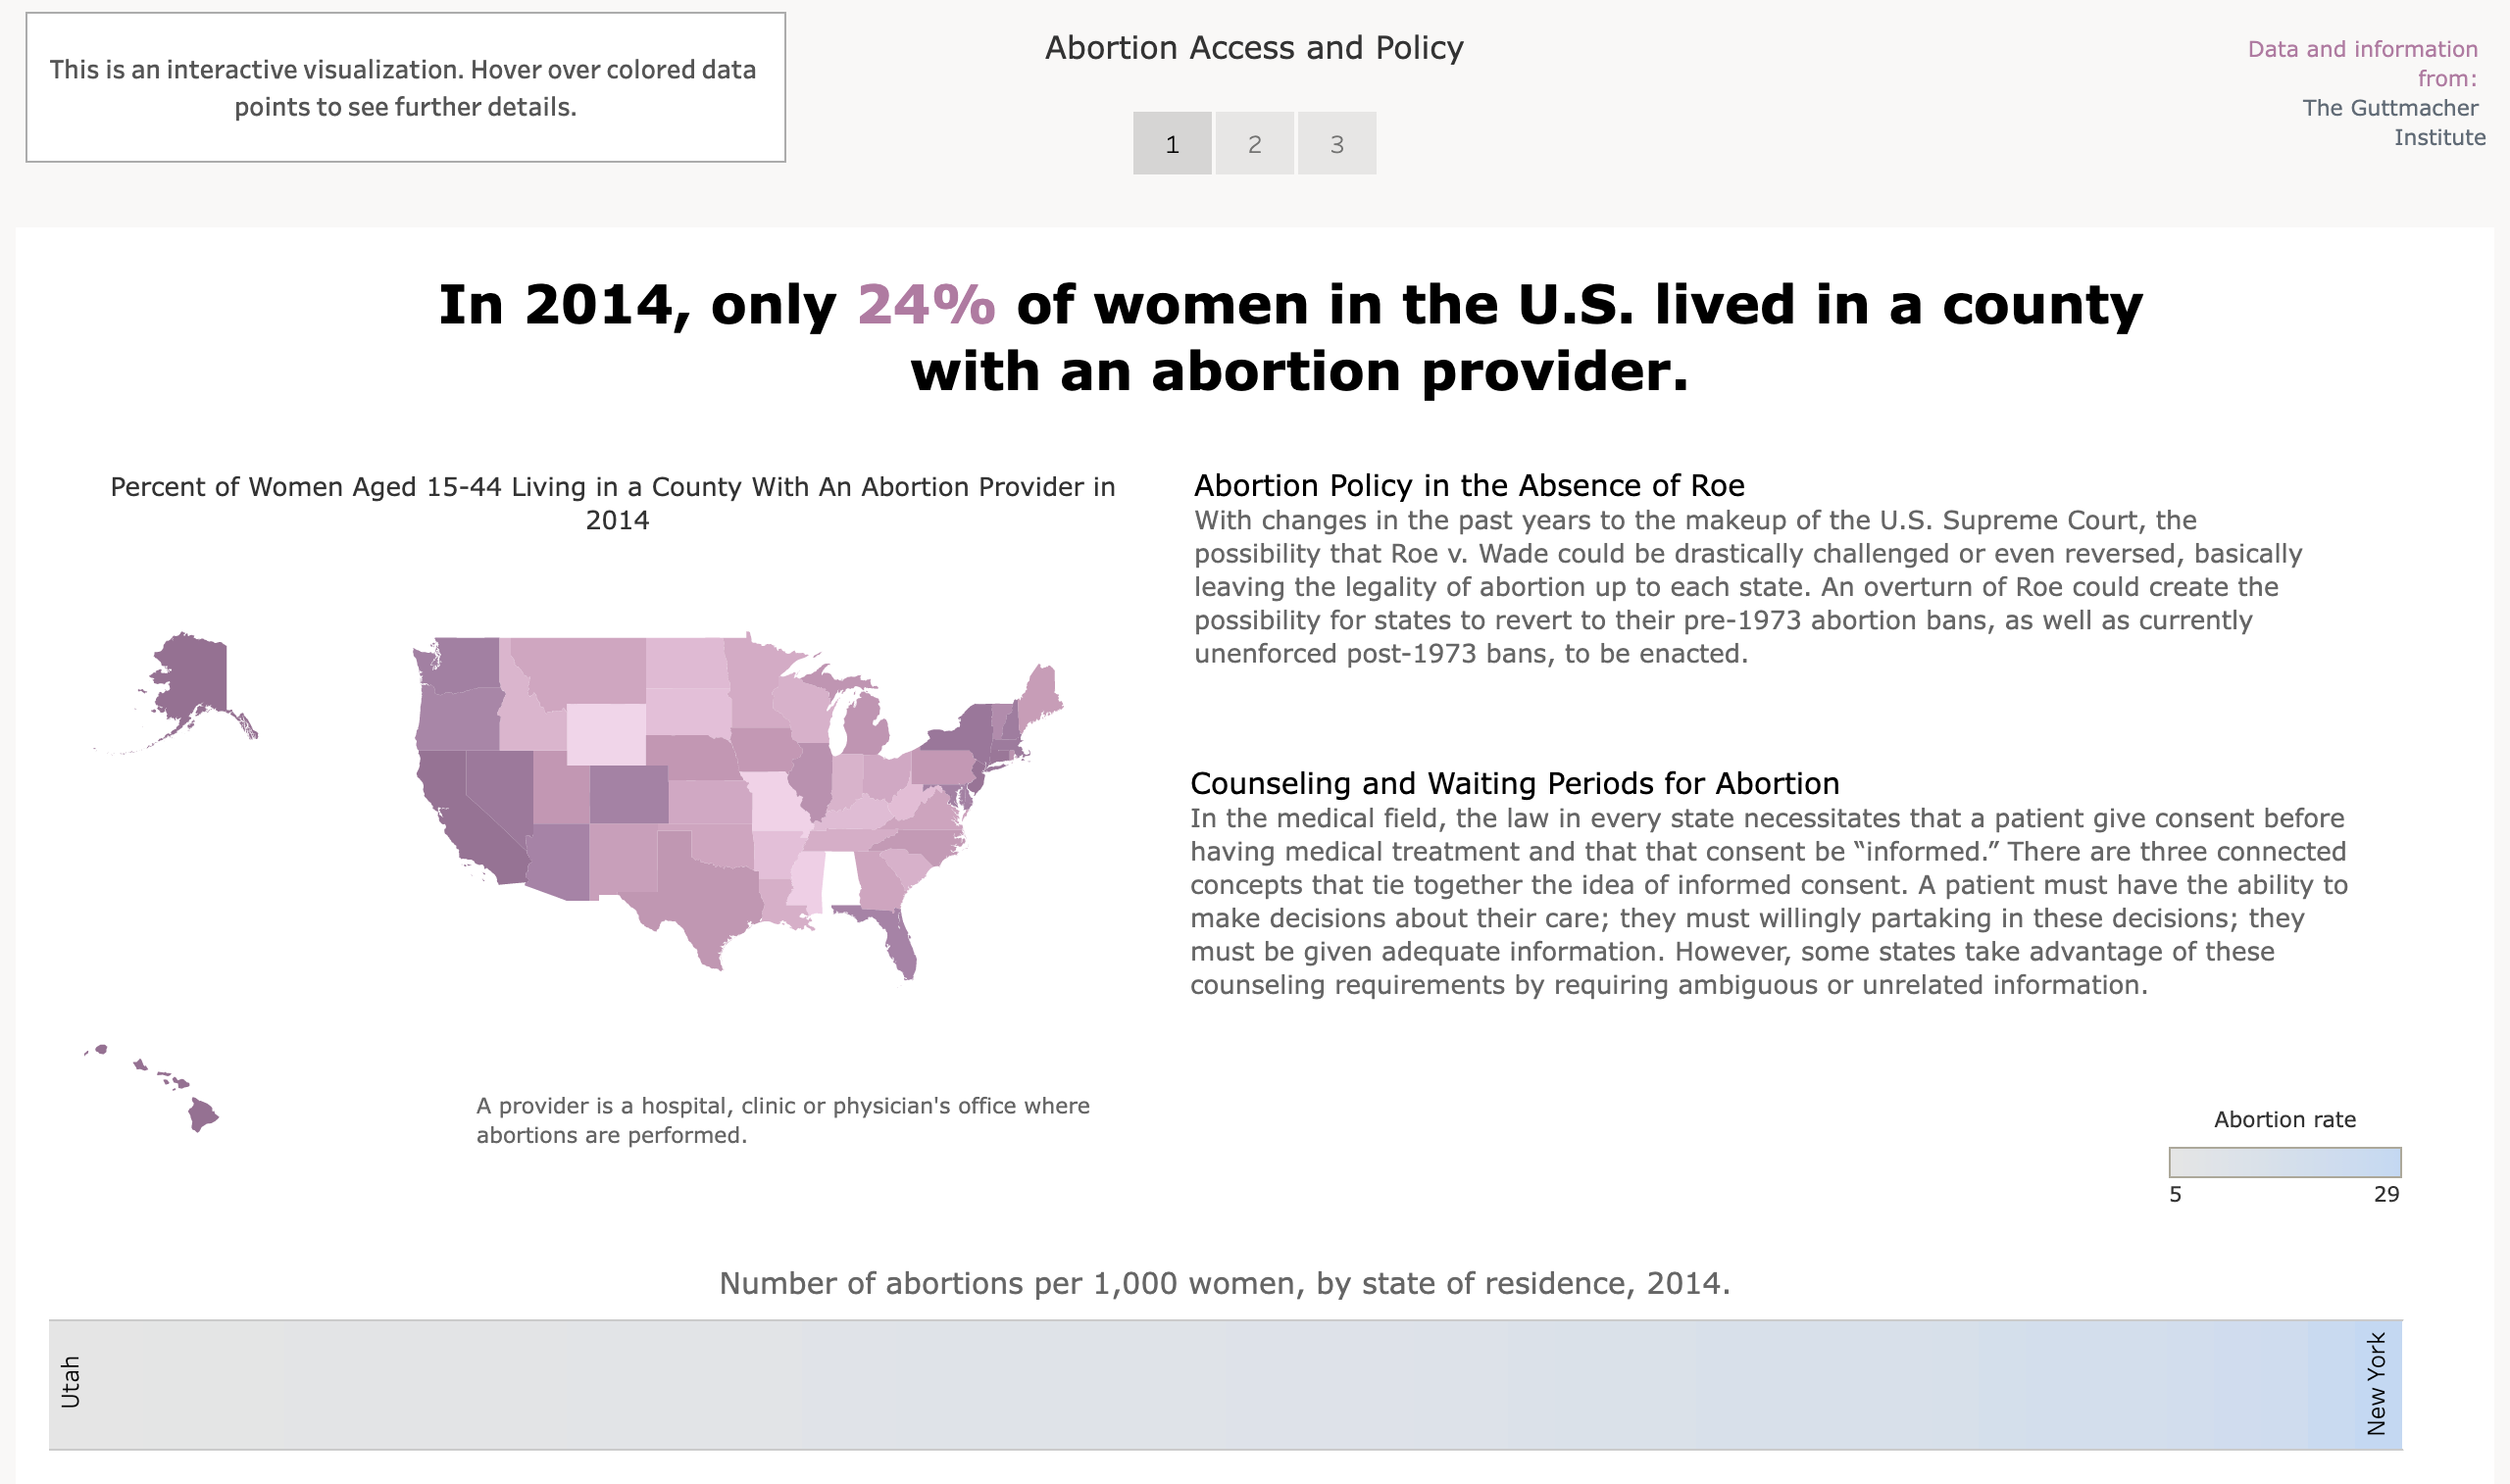 This is an interactive visualization. Hover over colored data
points to see further details.
Abortion Access and Policy
1 2 3
Data and information
from:
The Guttmacher
Institute
In 2014, only 24% of women in the U.S. lived in a county
with an abortion provider.
Percent of Women Aged 15-44 Living in a County With An Abortion Provider in
2014
A provider is a hospital, clinic or physician's office where
abortions are performed.
Abortion Policy in the Absence of Roe
With changes in the past years to the makeup of the U.S. Supreme Court, the
possibility that Roe v. Wade could be drastically challenged or even reversed, basically
leaving the legality of abortion up to each state. An overturn of Roe could create the
possibility for states to revert to their pre-1973 abortion bans, as well as currently
unenforced post-1973 bans, to be enacted.
Counseling and Waiting Periods for Abortion
In the medical field, the law in every state necessitates that a patient give consent before
having medical treatment and that that consent be “informed.” There are three connected
concepts that tie together the idea of informed consent. A patient must have the ability to
make decisions about their care; they must willingly partaking in these decisions; they
must be given adequate information. However, some states take advantage of these
counseling requirements by requiring ambiguous or unrelated information.
Abortion rate
5 29
Number of abortions per 1,000 women, by state of residence, 2014.
Utah
New York